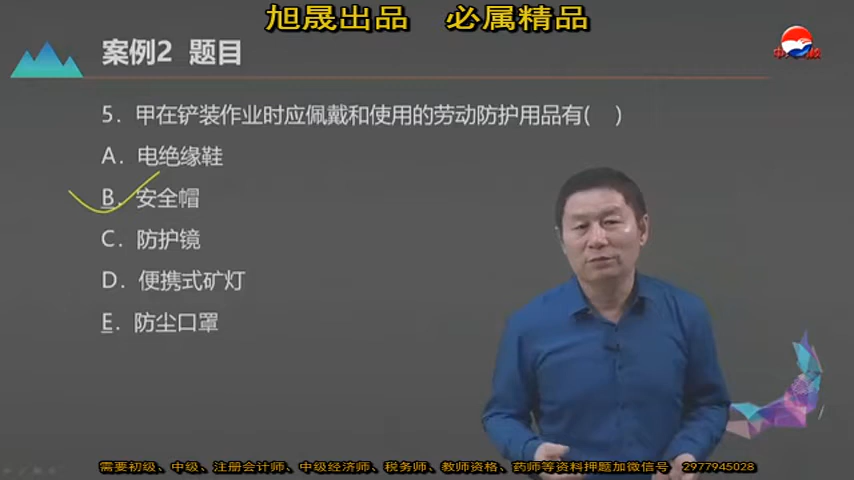 旭晟出品 必属精品
案例2 题目
5. 甲在铲装作业时应佩戴和使用的劳动防护用品有( )
A. 电绝缘鞋
B. 安全帽
C. 防护镜
D. 便携式矿灯
E. 防尘口罩
需要初级、中级、注册会计师、中级经济师、税务师、教师资格、药师等资料押题加微信号 2977945028